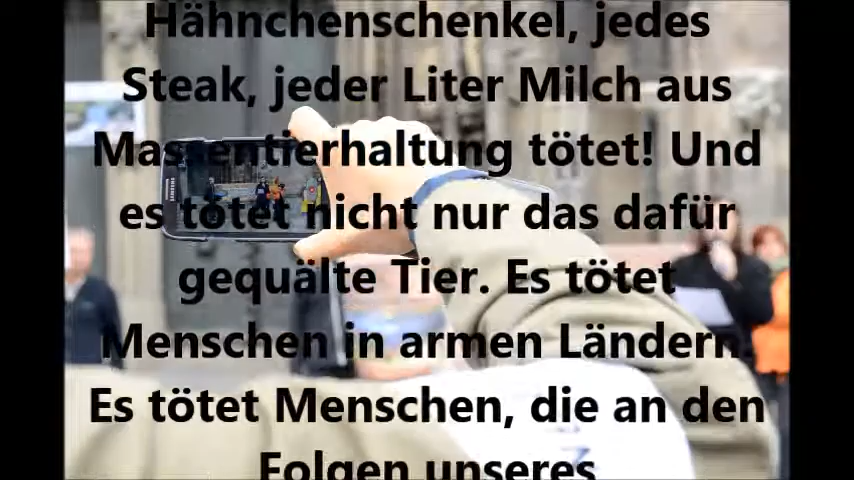 Hähnchenschenkel, jedes
Steak, jeder Liter Milch aus
Massentierhaltung tötet! Und
es tötet nicht nur das dafür
gequälte Tier. Es tötet
Menschen in armen Ländern.
Es tötet Menschen, die an den
Folgen unseres
SAMSUNG